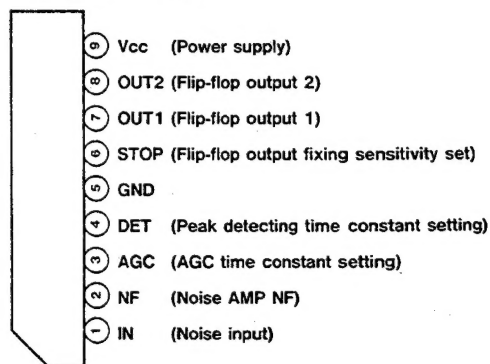 9 Vcc (Power supply)
8 OUT2 (Flip-flop output 2)
7 OUT1 (Flip-flop output 1)
6 STOP (Flip-flop output fixing sensitivity set)
5 GND
4 DET (Peak detecting time constant setting)
3 AGC (AGC time constant setting)
2 NF (Noise AMP NF)
1 IN (Noise input)